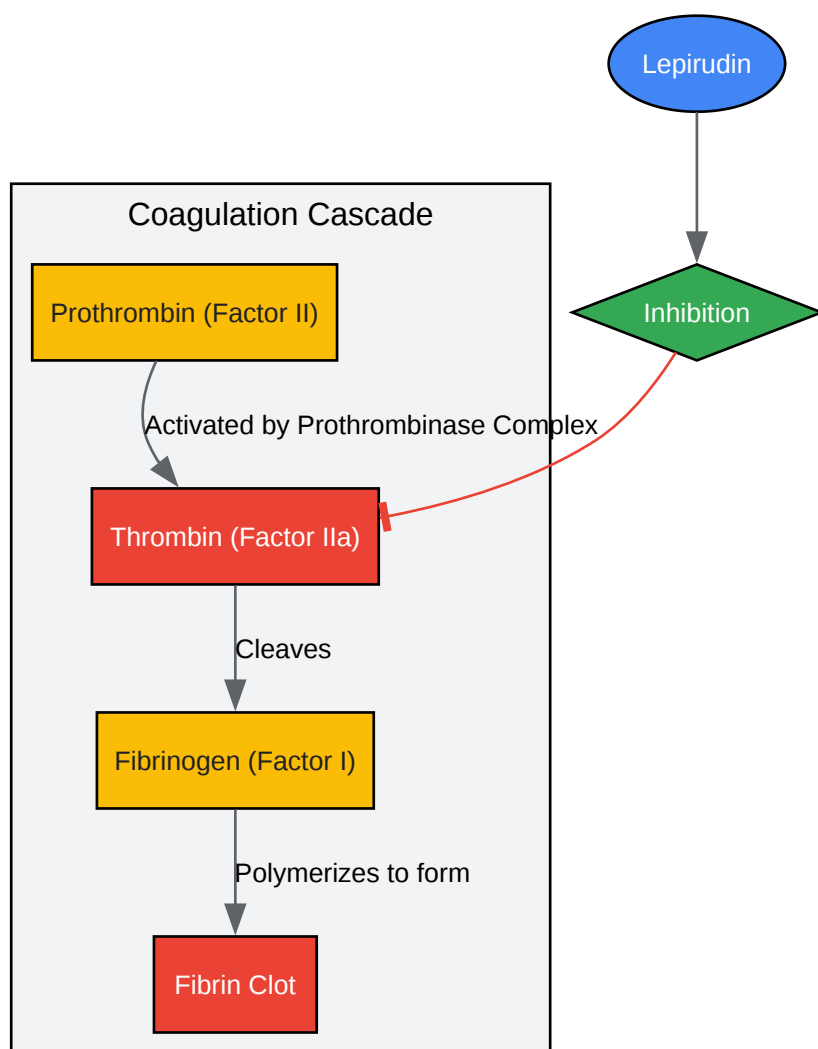 Lepirudin
Coagulation Cascade
Prothrombin (Factor II)
Inhibition
Activated by Prothrombinase Complex
Thrombin (Factor IIa)
Cleaves
Fibrinogen (Factor I)
Polymerizes to form
Fibrin Clot